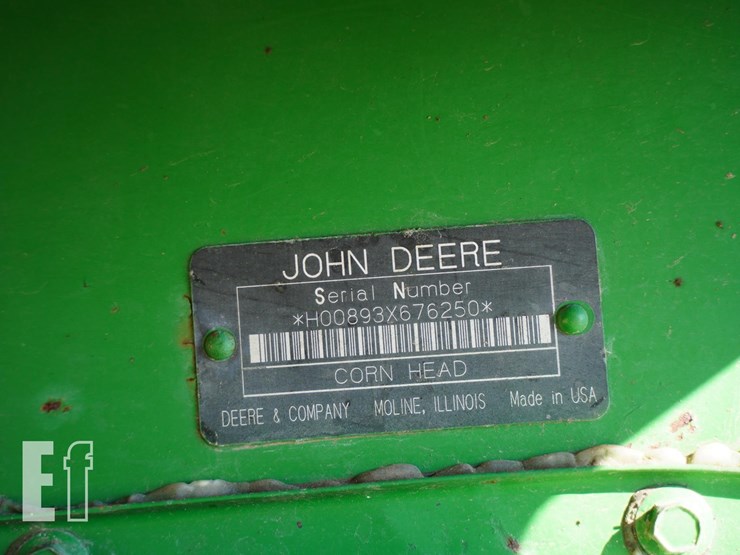 JOHN DEERE
Serial Number
*H00893X676250*
CORN HEAD
DEERE & COMPANY MOLINE, ILLINOIS Made in USA
Ef